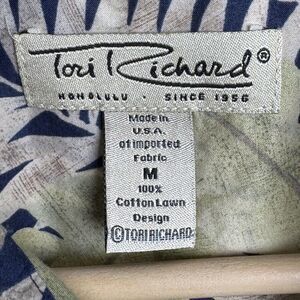 Tori Richard®
HONOLULU • SINCE 1956
Made in
U.S.A.
of imported
Fabric
M
100%
Cotton Lawn
Design
©TORI RICHARD